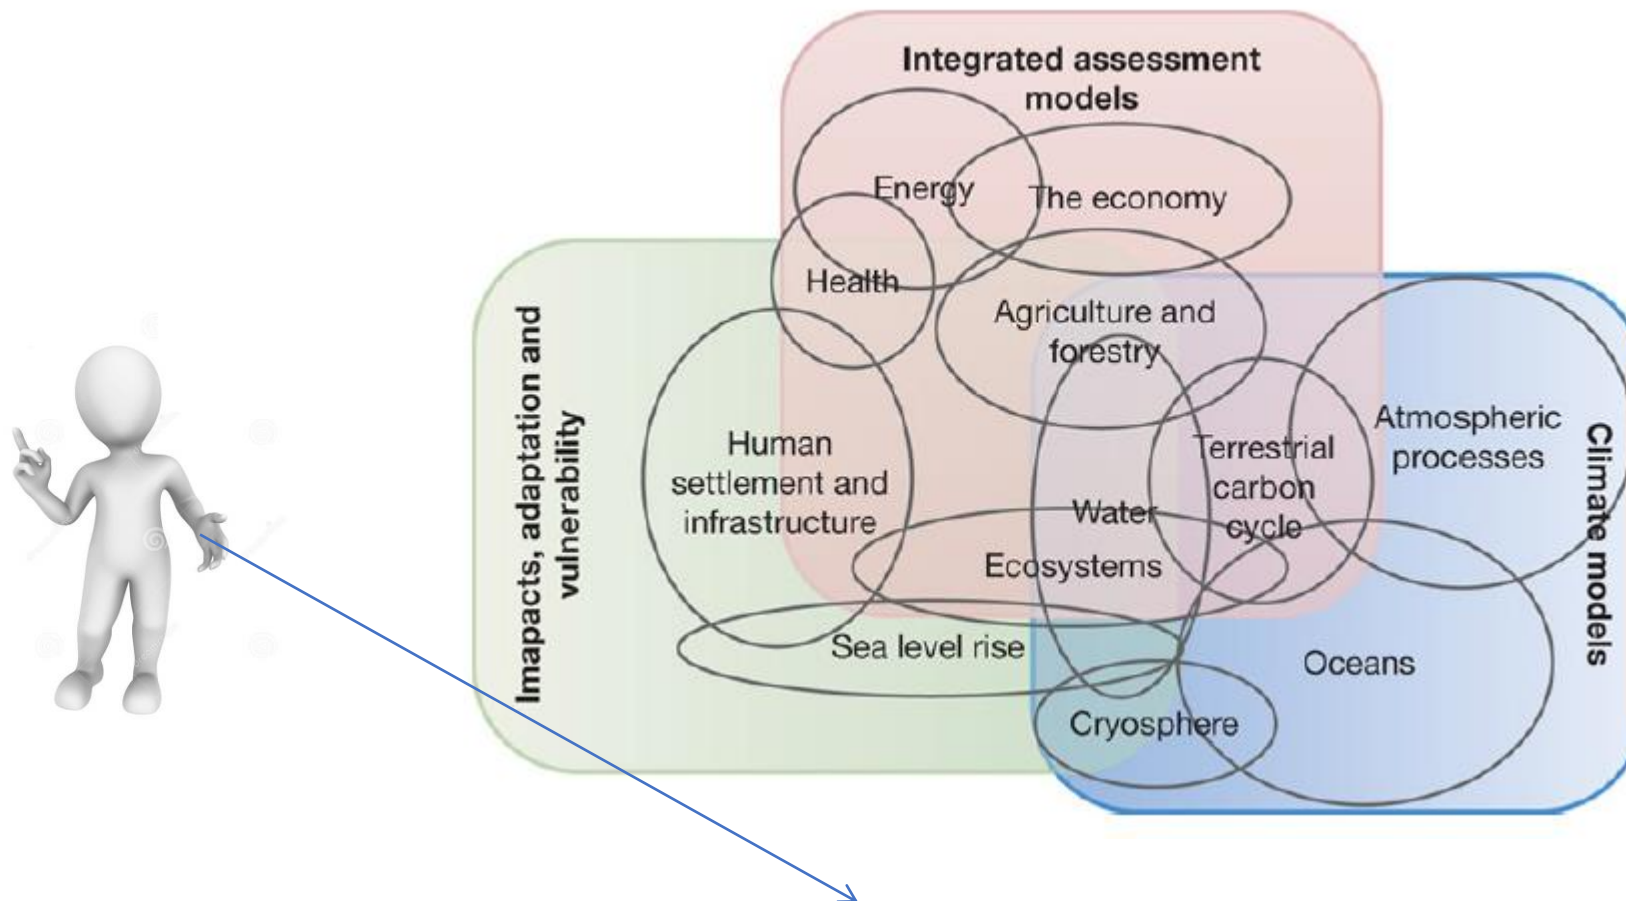 Integrated assessment
models
Energy
The economy
Health
Agriculture and
forestry
Imapacts, adaptation and
vulnerability
Human
settlement and
infrastructure
Water
Terrestrial
carbon
cycle
Atmospheric
processes
Climate models
Ecosystems
Sea level rise
Oceans
Cryosphere